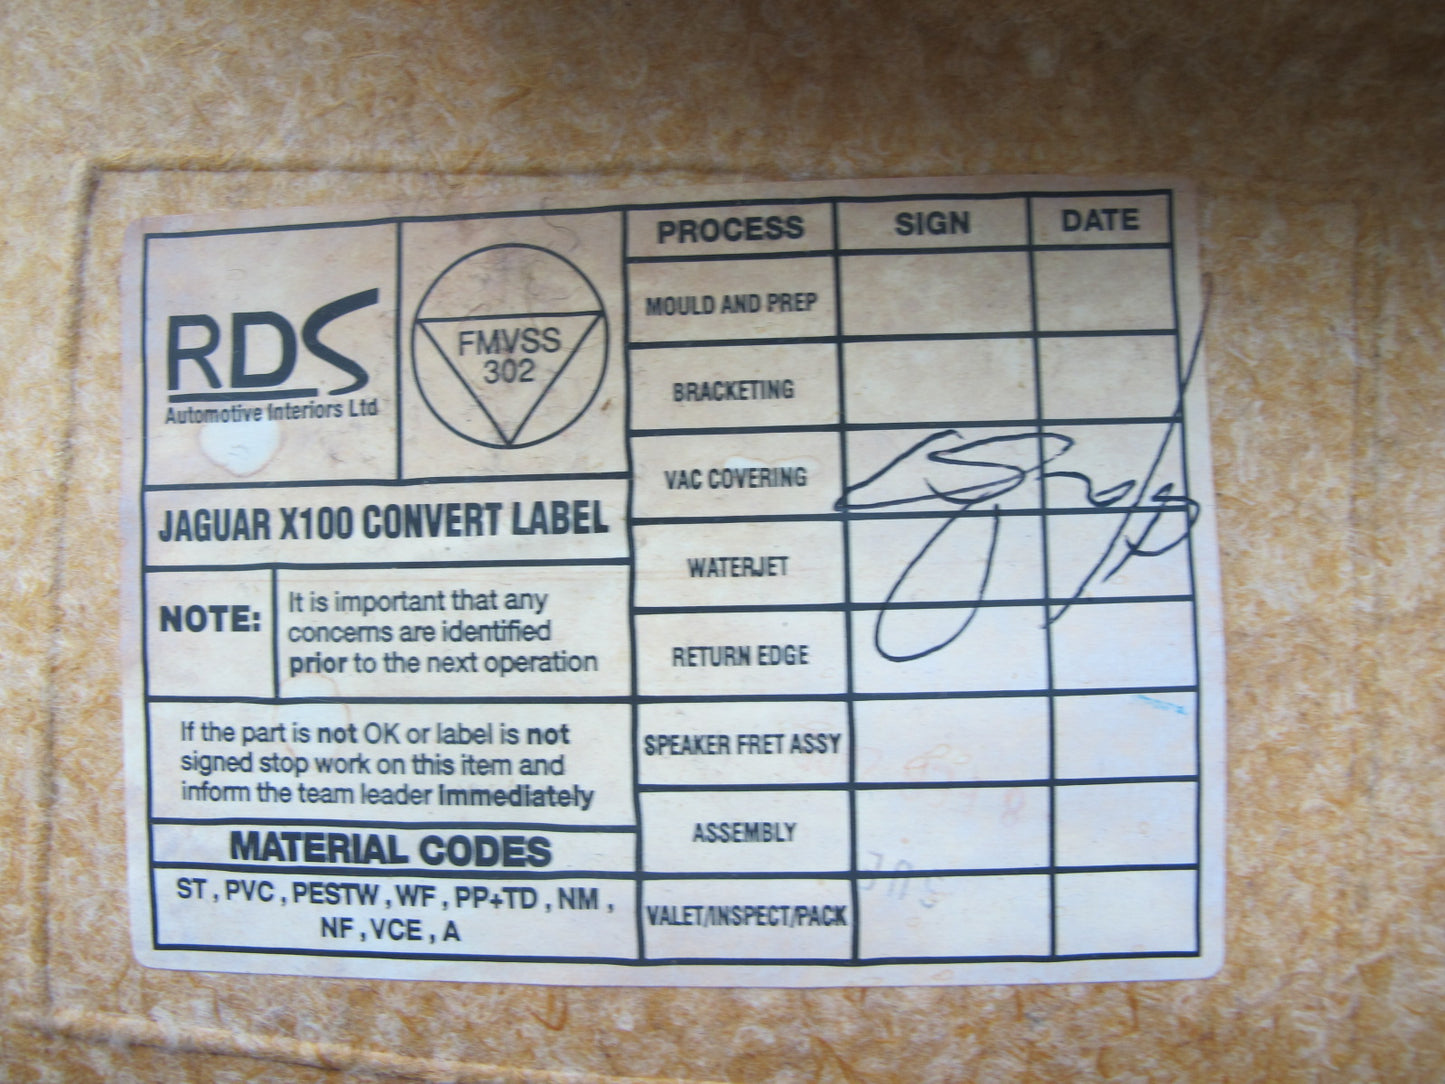 RDS
Automotive Interiors Ltd
FMVSS
302
JAGUAR X100 CONVERT LABEL
NOTE:
It is important that any
concerns are identified
prior to the next operation
If the part is not OK or label is not
signed stop work on this item and
inform the team leader immediately
MATERIAL CODES
ST , PVC , PESTW , WF , PP+TD , NM ,
NF , VCE , A
PROCESS SIGN DATE
MOULD AND PREP
BRACKETING
VAC COVERING
WATERJET
RETURN EDGE
SPEAKER FRET ASSY
ASSEMBLY
VALET/INSPECT/PACK